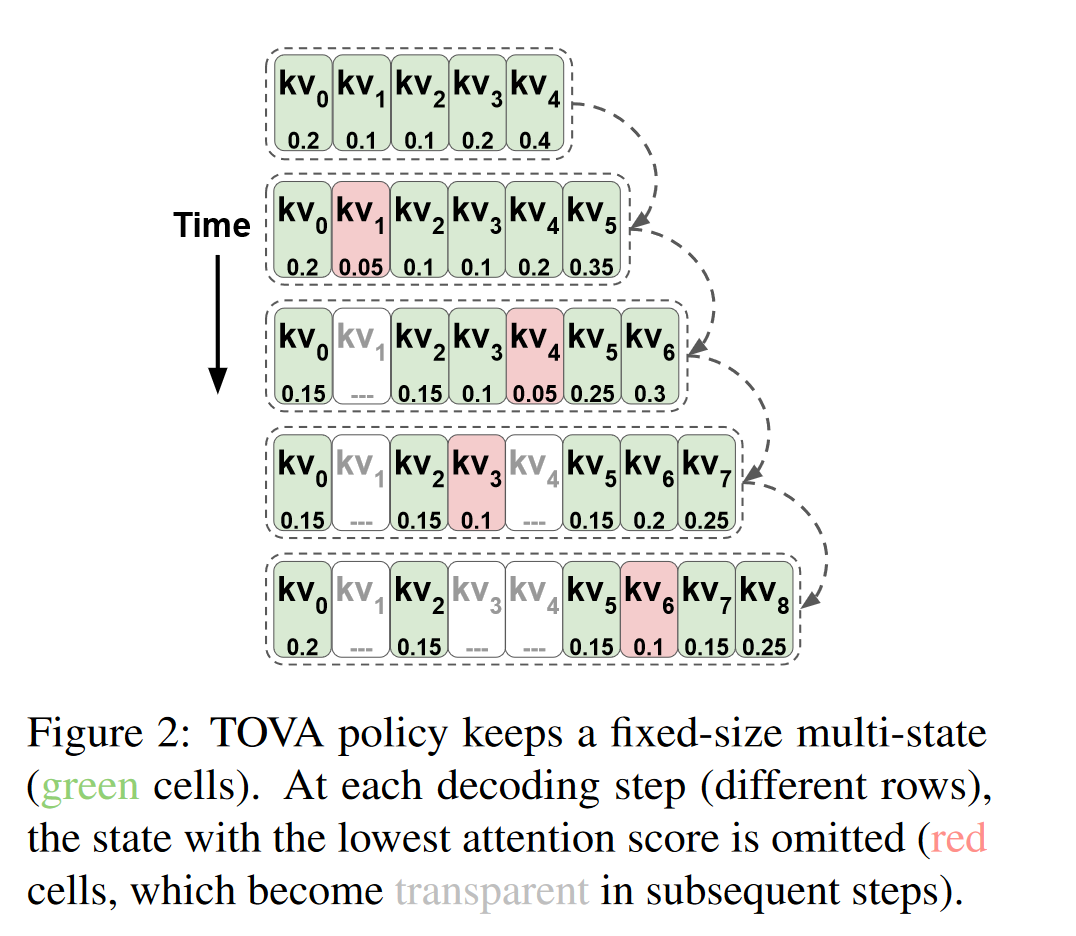 kv0 kv1 kv2 kv3 kv4
0.2 0.1 0.1 0.2 0.4
Time
kv0 kv1 kv2 kv3 kv4 kv5
0.2 0.05 0.1 0.1 0.2 0.35
kv0 kv1 kv2 kv3 kv4 kv5 kv6
0.15 --- 0.15 0.1 0.05 0.25 0.3
kv0 kv1 kv2 kv3 kv4 kv5 kv6 kv7
0.15 --- 0.15 0.1 --- 0.15 0.2 0.25
kv0 kv1 kv2 kv3 kv4 kv5 kv6 kv7 kv8
0.2 --- 0.15 --- --- 0.15 0.1 0.15 0.25
Figure 2: TOVA policy keeps a fixed-size multi-state
(green cells). At each decoding step (different rows),
the state with the lowest attention score is omitted (red
cells, which become transparent in subsequent steps).